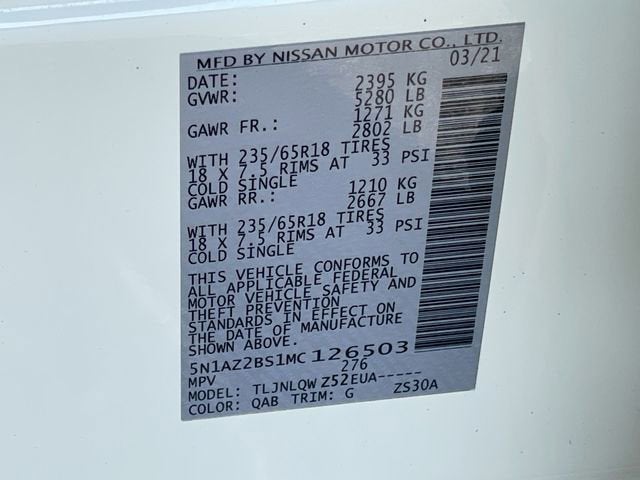 MFD BY NISSAN MOTOR CO., LTD.
DATE: 03/21
GVWR: 2395 KG
5280 LB
GAWR FR.: 1271 KG
2802 LB
WITH 235/65R18 TIRES
18 X 7.5 RIMS AT 33 PSI
COLD SINGLE
GAWR RR.: 1210 KG
2667 LB
WITH 235/65R18 TIRES
18 X 7.5 RIMS AT 33 PSI
COLD SINGLE
THIS VEHICLE CONFORMS TO
ALL APPLICABLE FEDERAL
MOTOR VEHICLE SAFETY AND
THEFT PREVENTION
STANDARDS IN EFFECT ON
THE DATE OF MANUFACTURE
SHOWN ABOVE.
5N1AZ2BS1MC126503
MPV 276
MODEL: TLJNLQW Z52EUA-----
COLOR: QAB TRIM: G ZS30A